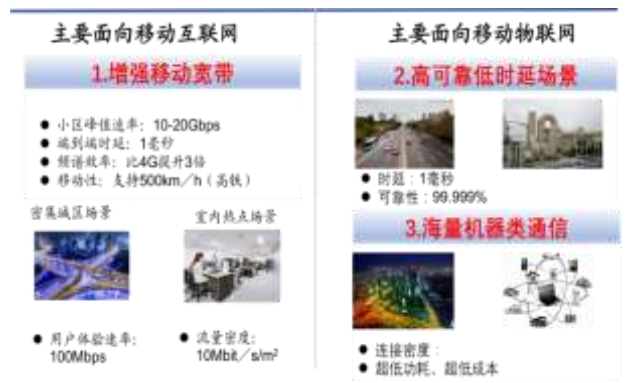 主要面向移动互联网
1.增强移动宽带
● 小区峰值速率：10-20Gbps
● 端到端时延：1毫秒
● 频谱效率：比4G提升3倍
● 移动性：支持500km／h（高铁）
密集城区场景
室内热点场景
● 用户体验速率：
100Mbps
● 流量密度：
10Mbit／s/m²
主要面向移动物联网
2.高可靠低时延场景
● 时延：1毫秒
● 可靠性：99.999%
3.海量机器类通信
● 连接密度：
● 超低功耗、超低成本